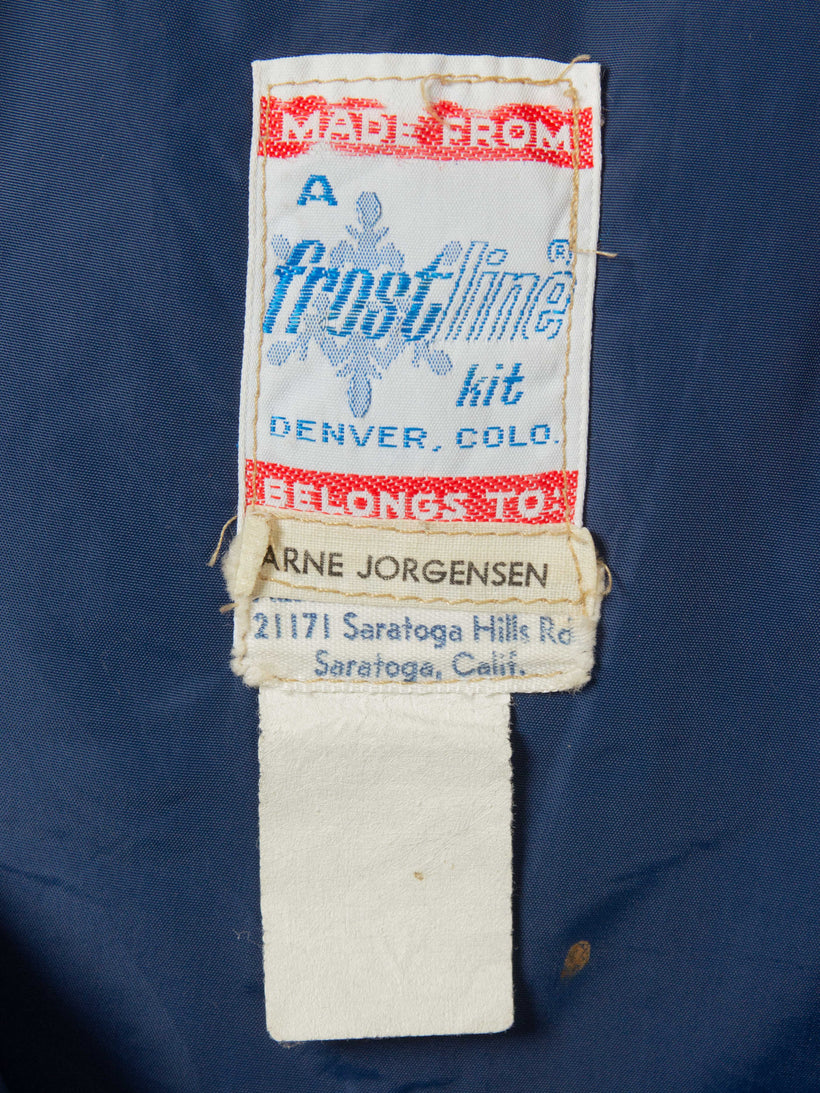 MADE FROM
A
frostline®
kit
DENVER, COLO.
BELONGS TO:
ARNE JORGENSEN
21171 Saratoga Hills Rd
Saratoga, Calif.